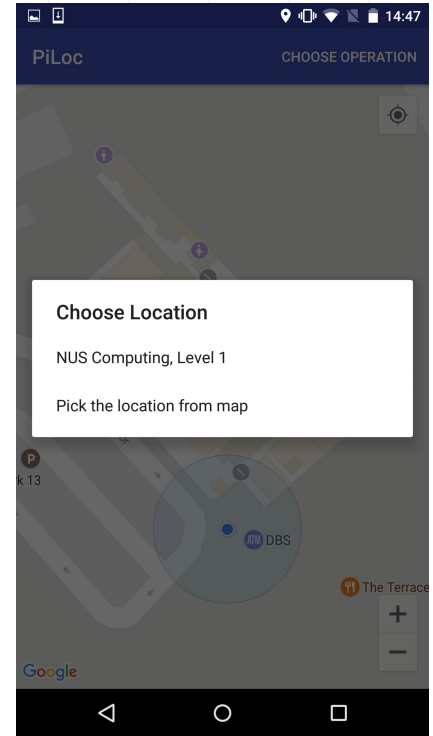 14:47
PiLoc
CHOOSE OPERATION
Choose Location
NUS Computing, Level 1
Pick the location from map
P
k 13
ATM DBS
The Terrace
+
−
Google